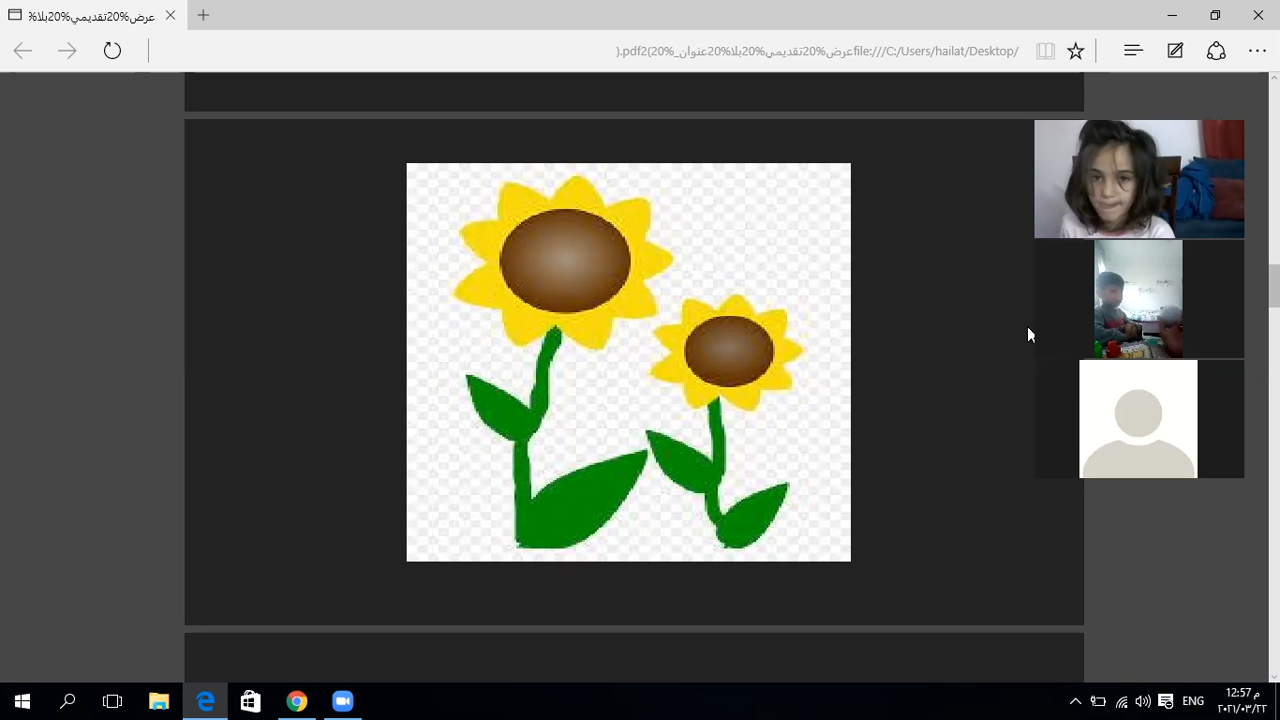 عرض%20تقديمي%20بلا%
file:///C:/Users/hailat/Desktop/عرض%20تقديمي%20بلا%20عنوان_%20(2).pdf
ENG
12:57 م
٢٠٢١/٠٣/٢٢